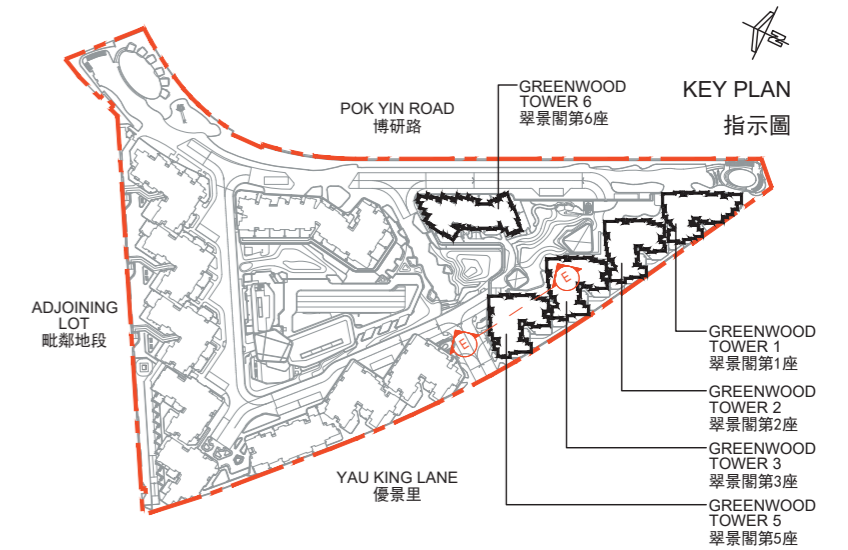 N
KEY PLAN
指示圖
POK YIN ROAD
博研路
GREENWOOD
TOWER 6
翠景閣第6座
ADJOINING
LOT
毗鄰地段
E
E
GREENWOOD
TOWER 1
翠景閣第1座
GREENWOOD
TOWER 2
翠景閣第2座
GREENWOOD
TOWER 3
翠景閣第3座
GREENWOOD
TOWER 5
翠景閣第5座
YAU KING LANE
優景里